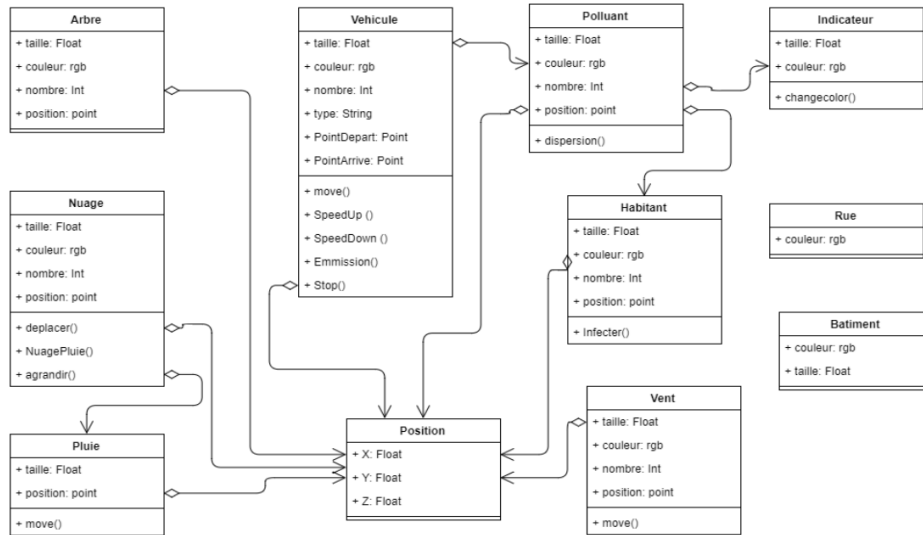 Arbre
+ taille: Float
+ couleur: rgb
+ nombre: Int
+ position: point
Vehicule
+ taille: Float
+ couleur: rgb
+ nombre: Int
+ type: String
+ PointDepart: Point
+ PointArrive: Point
+ move()
+ SpeedUp ()
+ SpeedDown ()
+ Emmission()
+ Stop()
Polluant
+ taille: Float
+ couleur: rgb
+ nombre: Int
+ position: point
+ dispersion()
Indicateur
+ taille: Float
+ couleur: rgb
+ changecolor()
Nuage
+ taille: Float
+ couleur: rgb
+ nombre: Int
+ position: point
+ deplacer()
+ NuagePluie()
+ agrandir()
Habitant
+ taille: Float
+ couleur: rgb
+ nombre: Int
+ position: point
+ Infecter()
Rue
+ couleur: rgb
Batiment
+ couleur: rgb
+ taille: Float
Pluie
+ taille: Float
+ position: point
+ move()
Position
+ X: Float
+ Y: Float
+ Z: Float
Vent
+ taille: Float
+ couleur: rgb
+ nombre: Int
+ position: point
+ move()